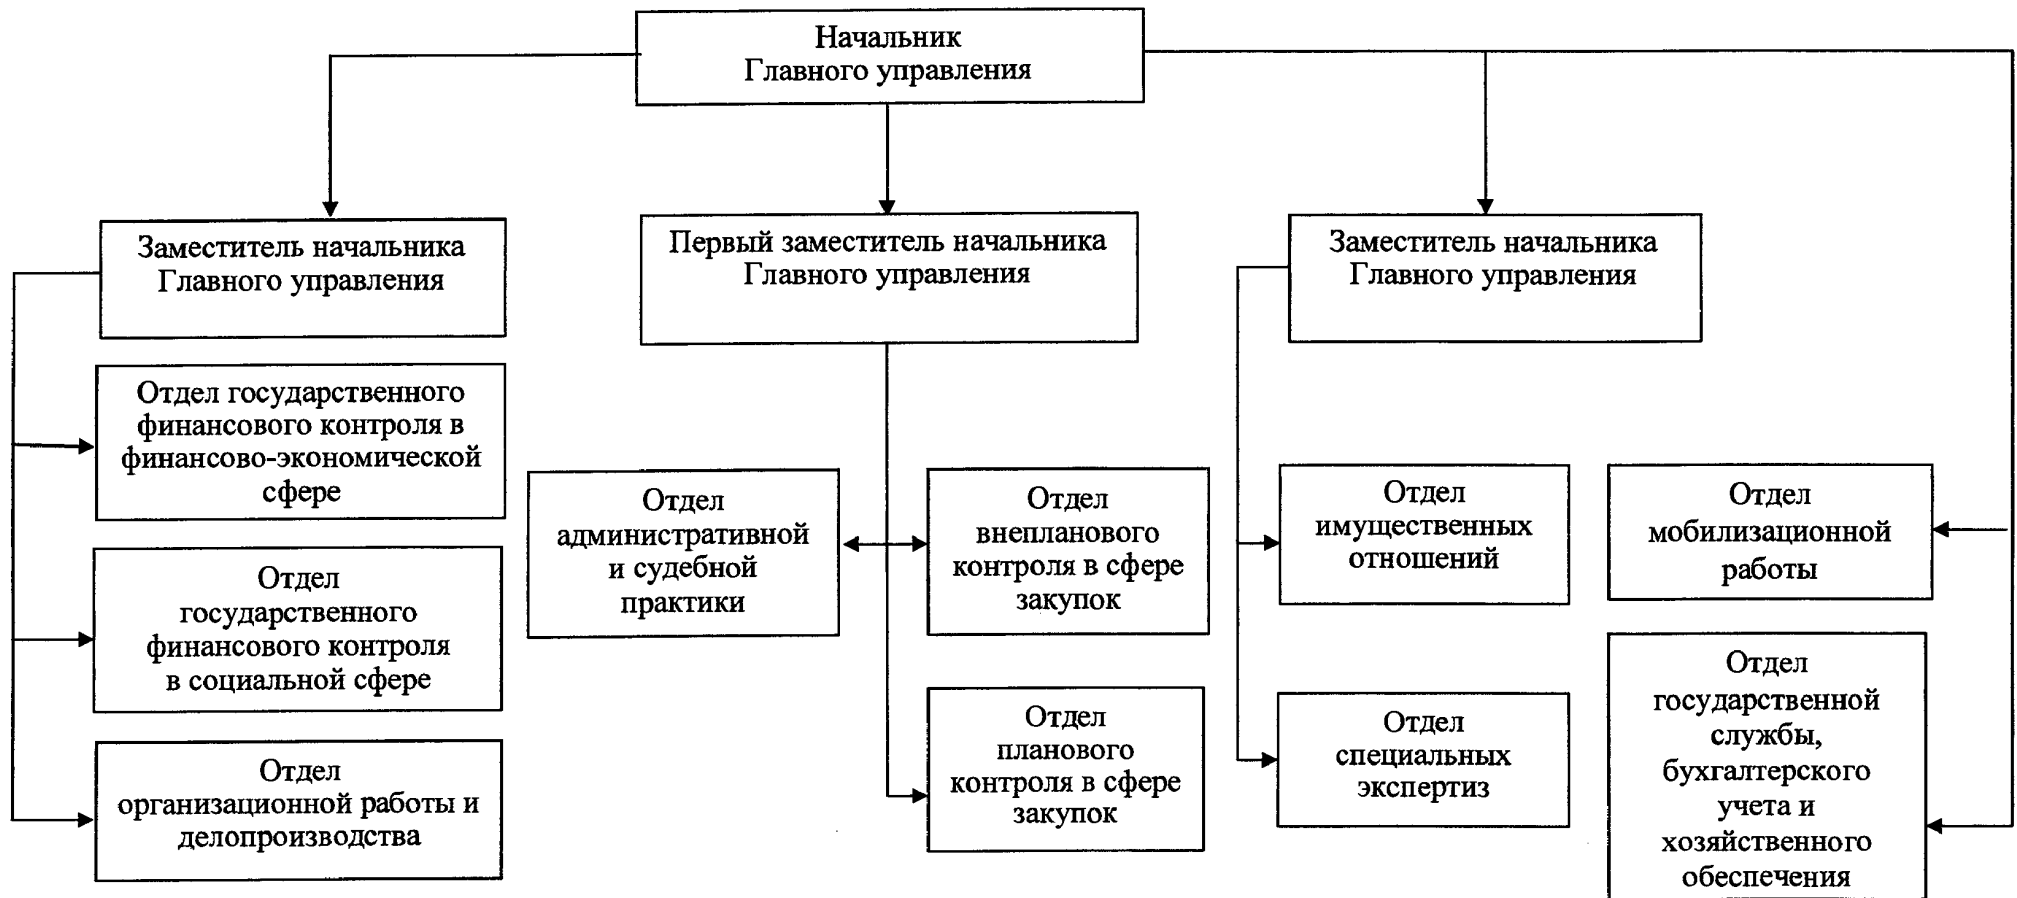 Начальник
Главного управления
Заместитель начальника
Главного управления
Первый заместитель начальника
Главного управления
Заместитель начальника
Главного управления
Отдел государственного
финансового контроля в
финансово-экономической
сфере
Отдел
государственного
финансового контроля
в социальной сфере
Отдел
организационной работы и
делопроизводства
Отдел
административной
и судебной
практики
Отдел
внепланового
контроля в сфере
закупок
Отдел
планового
контроля в сфере
закупок
Отдел
имущественных
отношений
Отдел
специальных
экспертиз
Отдел
мобилизационной
работы
Отдел
государственной
службы,
бухгалтерского
учета и
хозяйственного
обеспечения